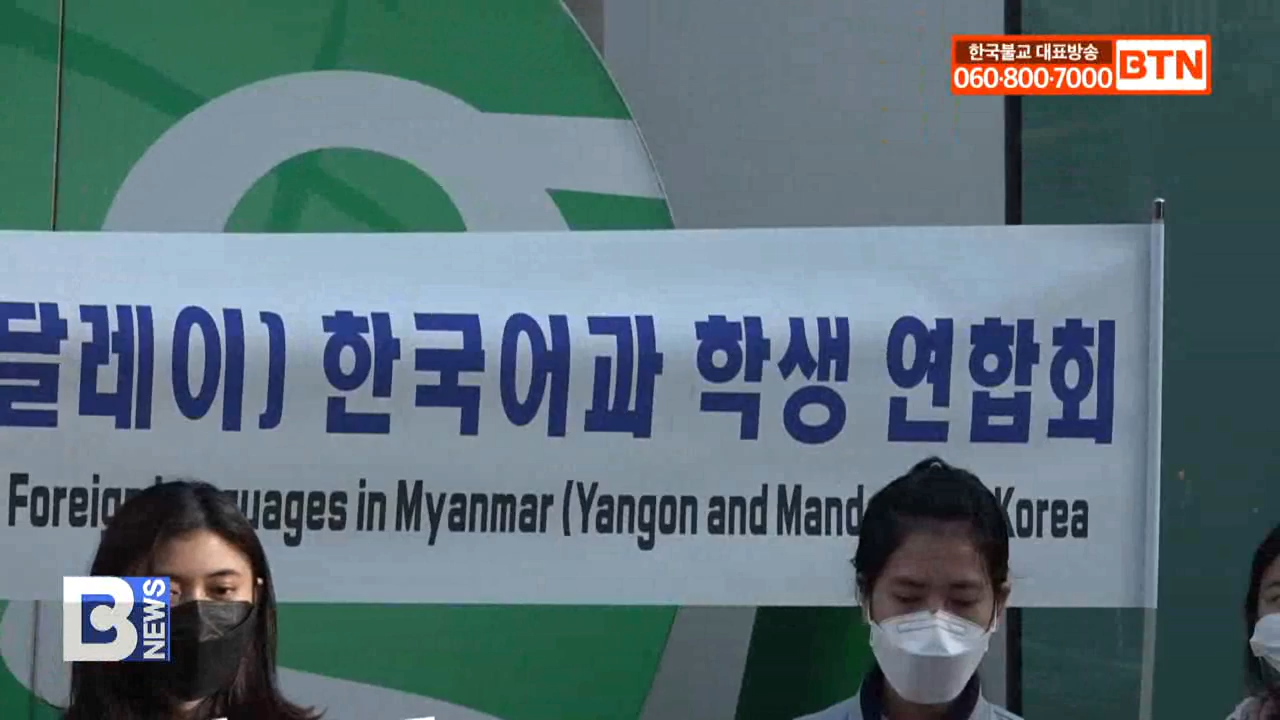 한국불교 대표방송
060·800·7000 BTN
달레이) 한국어과 학생 연합회
Foreign Languages in Myanmar (Yangon and Mand Korea
B NEWS